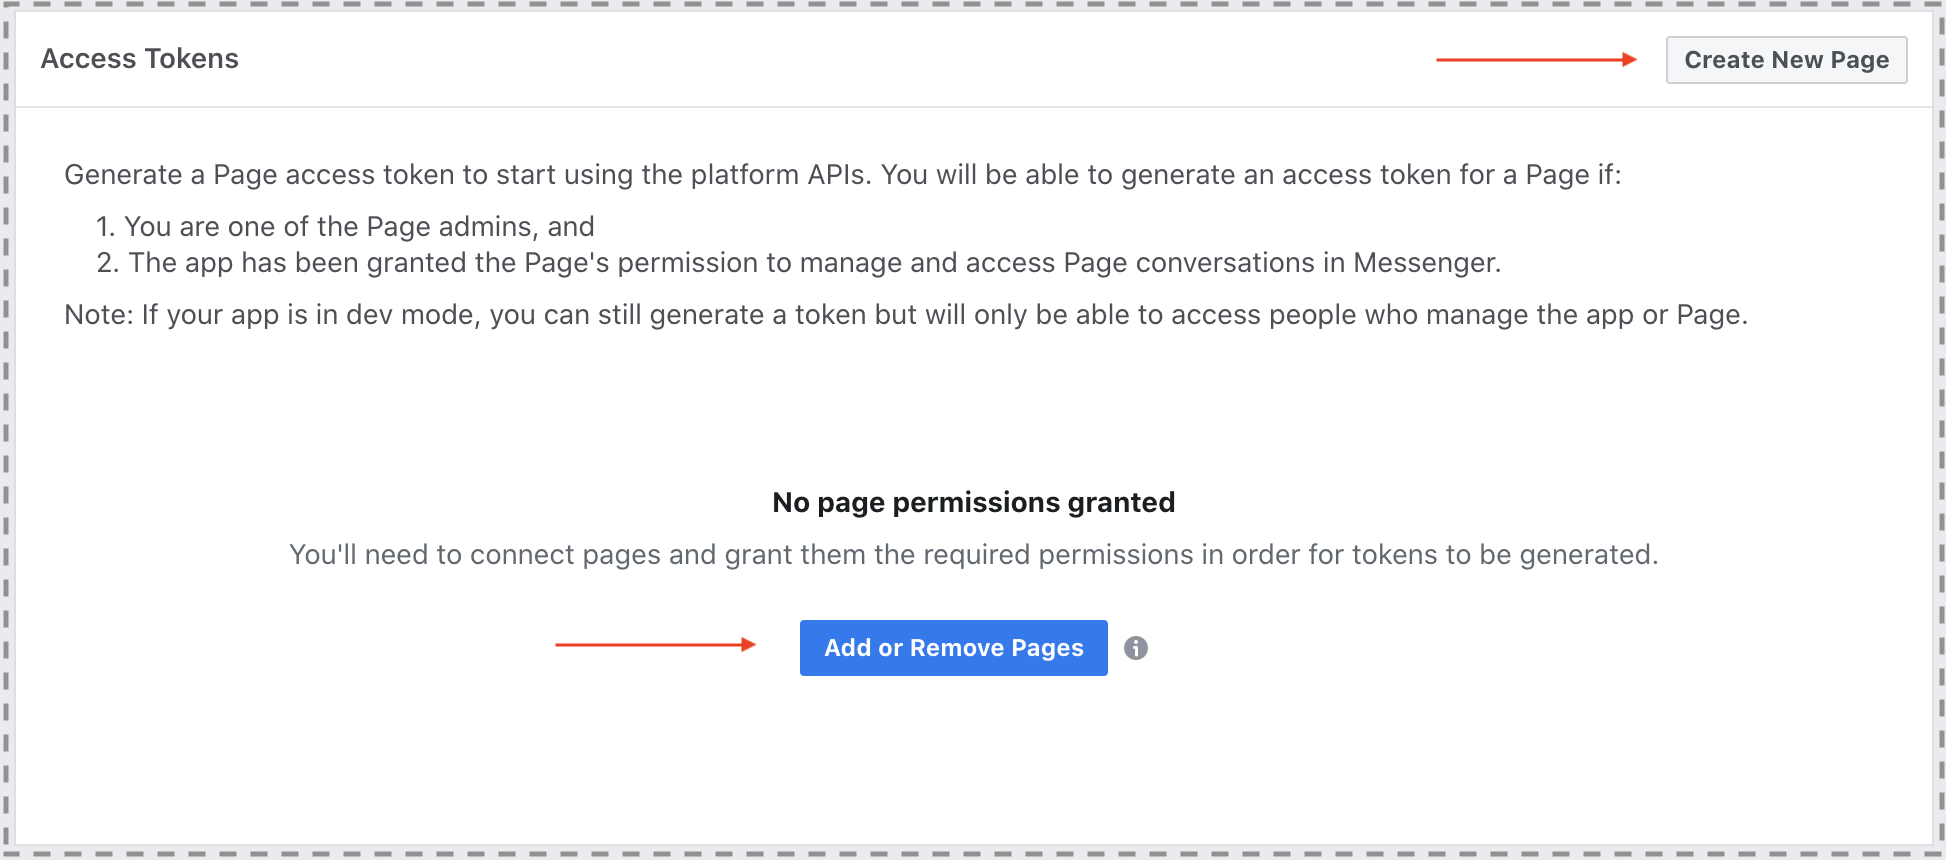 Access Tokens
Create New Page
Generate a Page access token to start using the platform APIs. You will be able to generate an access token for a Page if:
1. You are one of the Page admins, and
2. The app has been granted the Page's permission to manage and access Page conversations in Messenger.
Note: If your app is in dev mode, you can still generate a token but will only be able to access people who manage the app or Page.
No page permissions granted
You'll need to connect pages and grant them the required permissions in order for tokens to be generated.
Add or Remove Pages